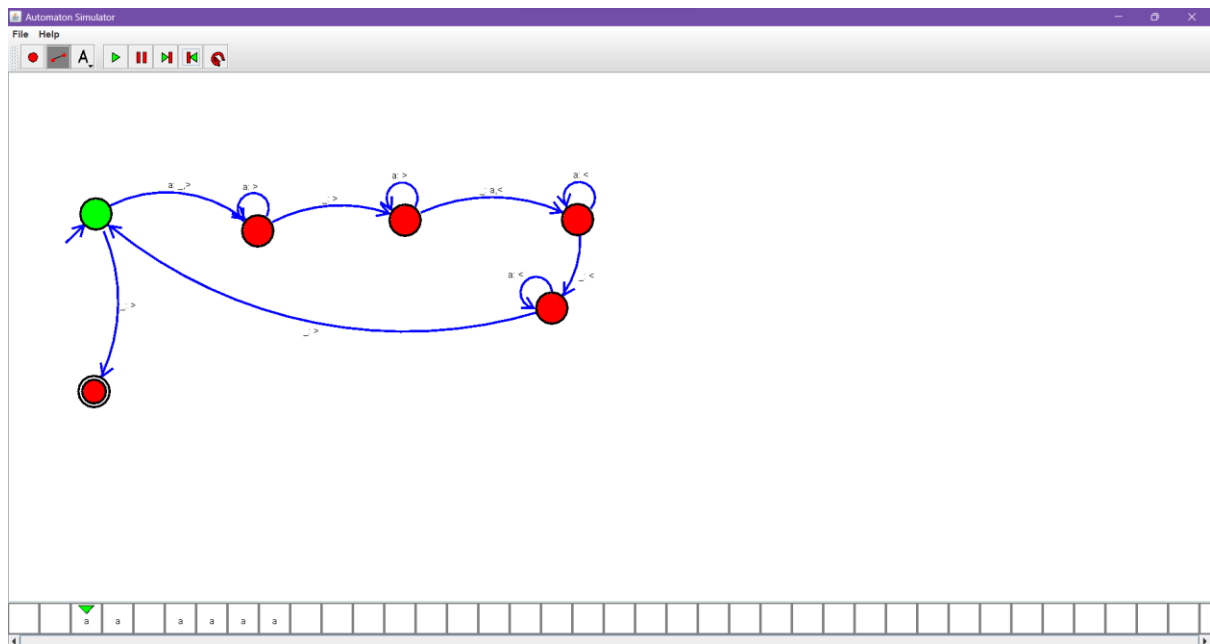 Automaton Simulator
File Help
A
a: _,>
a: >
_: >
a: >
_: a,<
a: <
_: <
a: <
_: >
_: >
a a a a a a